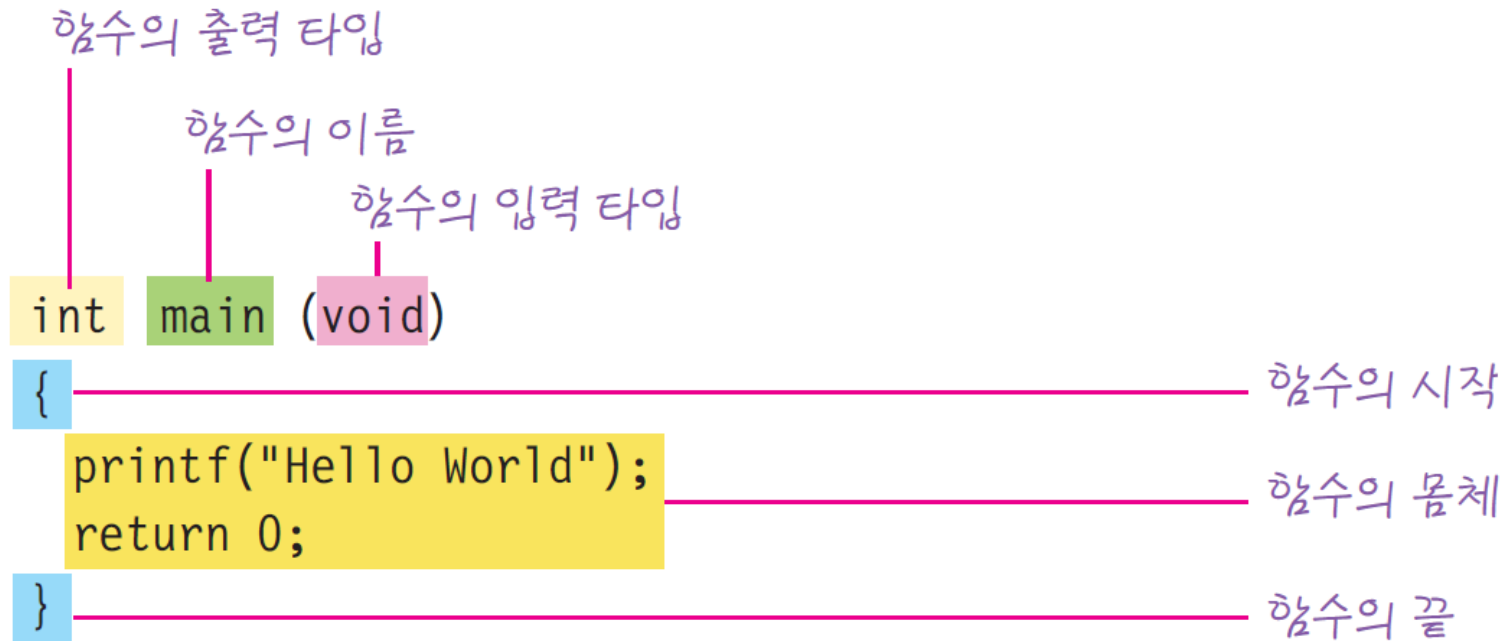 함수의 출력 타입
함수의 이름
함수의 입력 타입
int main (void)
{ 함수의 시작
printf("Hello World");
함수의 몸체
return 0;
} 함수의 끝